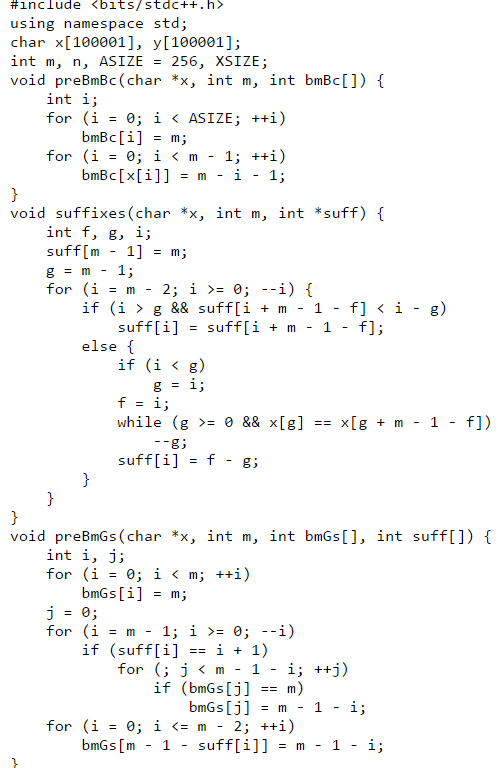 #include <bits/stdc++.h>
using namespace std;
char x[100001], y[100001];
int m, n, ASIZE = 256, XSIZE;
void preBmBc(char *x, int m, int bmBc[]) {
    int i;
    for (i = 0; i < ASIZE; ++i)
        bmBc[i] = m;
    for (i = 0; i < m - 1; ++i)
        bmBc[x[i]] = m - i - 1;
}
void suffixes(char *x, int m, int *suff) {
    int f, g, i;
    suff[m - 1] = m;
    g = m - 1;
    for (i = m - 2; i >= 0; --i) {
        if (i > g && suff[i + m - 1 - f] < i - g)
            suff[i] = suff[i + m - 1 - f];
        else {
            if (i < g)
                g = i;
            f = i;
            while (g >= 0 && x[g] == x[g + m - 1 - f])
                --g;
            suff[i] = f - g;
        }
    }
}
void preBmGs(char *x, int m, int bmGs[], int suff[]) {
    int i, j;
    for (i = 0; i < m; ++i)
        bmGs[i] = m;
    j = 0;
    for (i = m - 1; i >= 0; --i)
        if (suff[i] == i + 1)
            for (; j < m - 1 - i; ++j)
                if (bmGs[j] == m)
                    bmGs[j] = m - 1 - i;
    for (i = 0; i <= m - 2; ++i)
        bmGs[m - 1 - suff[i]] = m - 1 - i;
}